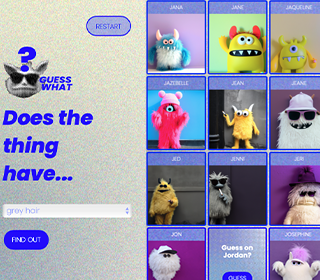 RESTART
?
GUESS
WHAT
Does the
thing
have...
grey hair
FIND OUT
JANA
JANE
JAQUELINE
JAZEBELLE
JEAN
JEANE
JED
JENNI
JERI
JON
Guess on
Jordan?
GUESS
JOSEPHINE